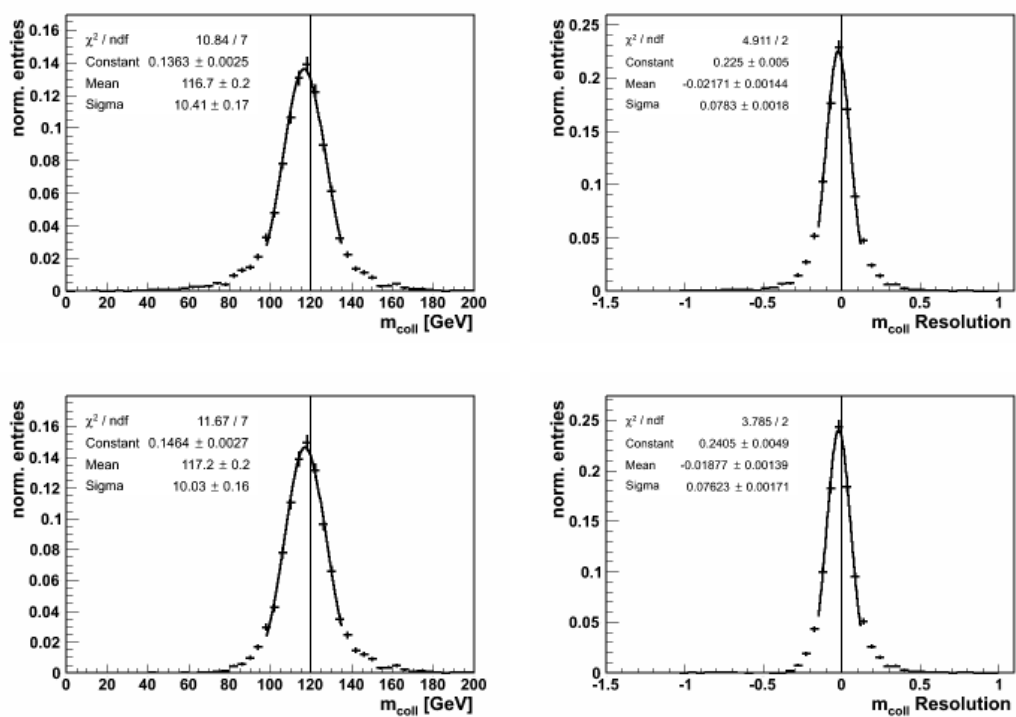 norm. entries
0.16
0.14
0.12
0.1
0.08
0.06
0.04
0.02
0
χ² / ndf 10.84 / 7
Constant 0.1363 ± 0.0025
Mean 116.7 ± 0.2
Sigma 10.41 ± 0.17
0 20 40 60 80 100 120 140 160 180 200
m_coll [GeV]
norm. entries
0.25
0.2
0.15
0.1
0.05
0
χ² / ndf 4.911 / 2
Constant 0.225 ± 0.005
Mean -0.02171 ± 0.00144
Sigma 0.0783 ± 0.0018
-1.5 -1 -0.5 0 0.5 1
m_coll Resolution
norm. entries
0.16
0.14
0.12
0.1
0.08
0.06
0.04
0.02
0
χ² / ndf 11.67 / 7
Constant 0.1464 ± 0.0027
Mean 117.2 ± 0.2
Sigma 10.03 ± 0.16
0 20 40 60 80 100 120 140 160 180 200
m_coll [GeV]
norm. entries
0.25
0.2
0.15
0.1
0.05
0
χ² / ndf 3.785 / 2
Constant 0.2405 ± 0.0049
Mean -0.01877 ± 0.00139
Sigma 0.07623 ± 0.00171
-1.5 -1 -0.5 0 0.5 1
m_coll Resolution